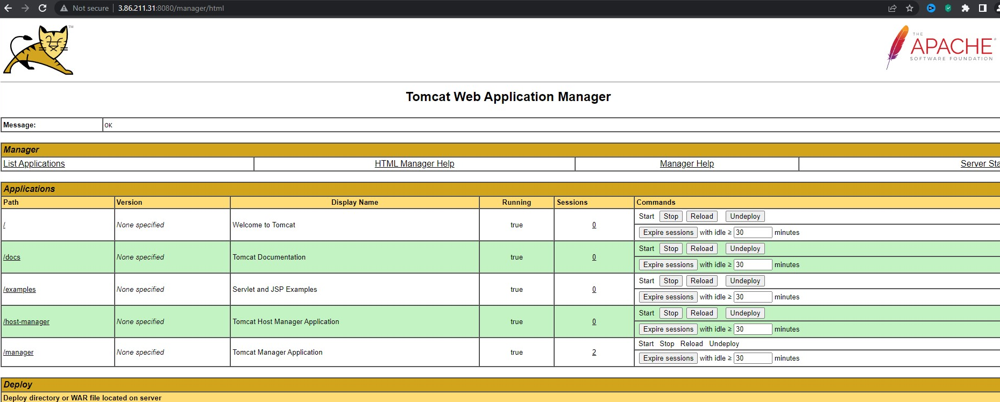 Not secure | 3.86.211.31:8080/manager/html
TM
THE
APACHE®
SOFTWARE FOUNDATION
Tomcat Web Application Manager
Message: OK
Manager
List Applications HTML Manager Help Manager Help Server Sta
Applications
Path Version Display Name Running Sessions Commands
Start Stop Reload Undeploy
/ None specified Welcome to Tomcat true 0
Expire sessions with idle ≥ 30 minutes
Start Stop Reload Undeploy
/docs None specified Tomcat Documentation true 0
Expire sessions with idle ≥ 30 minutes
Start Stop Reload Undeploy
/examples None specified Servlet and JSP Examples true 0
Expire sessions with idle ≥ 30 minutes
Start Stop Reload Undeploy
/host-manager None specified Tomcat Host Manager Application true 0
Expire sessions with idle ≥ 30 minutes
Start Stop Reload Undeploy
/manager None specified Tomcat Manager Application true 2
Expire sessions with idle ≥ 30 minutes
Deploy
Deploy directory or WAR file located on server